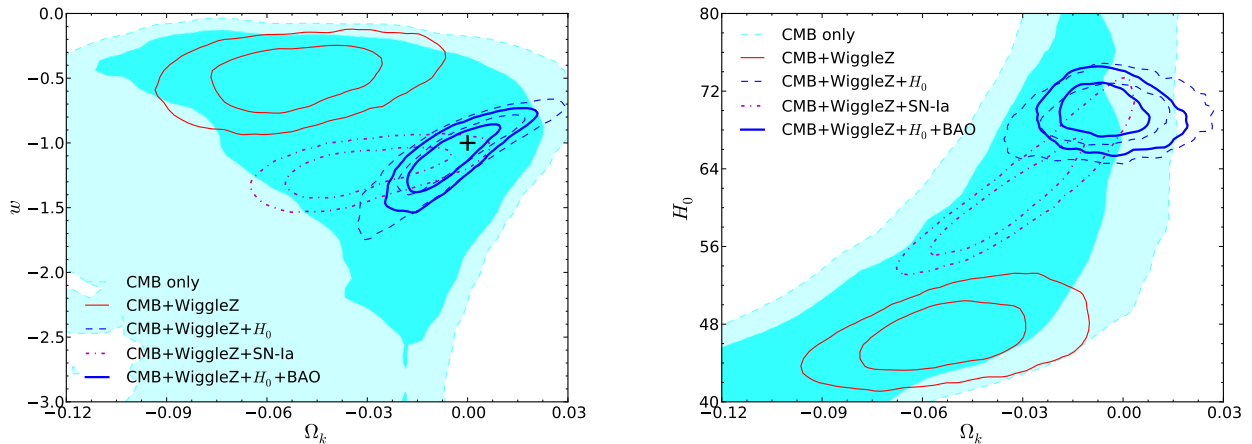 0.0
−0.5
−1.0
−1.5
−2.0
−2.5
−3.0
w
CMB only
CMB+WiggleZ
CMB+WiggleZ+H₀
CMB+WiggleZ+SN-Ia
CMB+WiggleZ+H₀+BAO
−0.12 −0.09 −0.06 −0.03 0.00 0.03
Ωₖ
80
72
64
56
48
40
H₀
CMB only
CMB+WiggleZ
CMB+WiggleZ+H₀
CMB+WiggleZ+SN-Ia
CMB+WiggleZ+H₀+BAO
−0.12 −0.09 −0.06 −0.03 0.00 0.03
Ωₖ